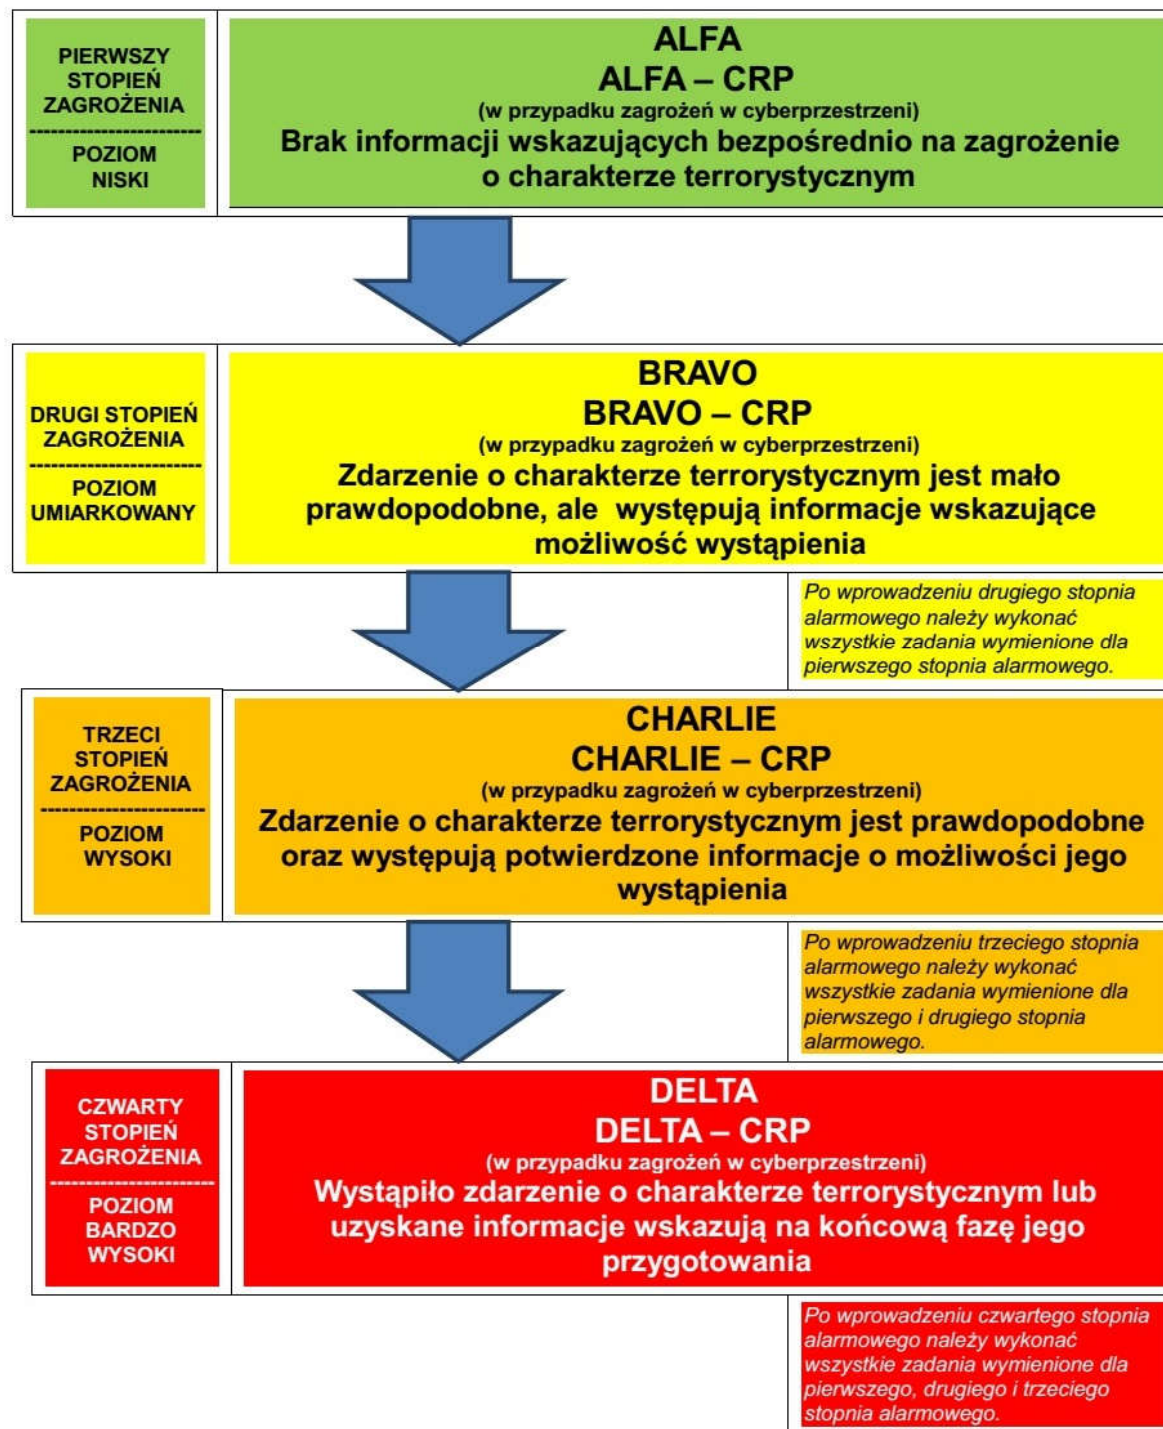 PIERWSZY
STOPIEŃ
ZAGROŻENIA
-------------------------
POZIOM
NISKI
ALFA
ALFA – CRP
(w przypadku zagrożeń w cyberprzestrzeni)
Brak informacji wskazujących bezpośrednio na zagrożenie
o charakterze terrorystycznym
DRUGI STOPIEŃ
ZAGROŻENIA
-------------------------
POZIOM
UMIARKOWANY
BRAVO
BRAVO – CRP
(w przypadku zagrożeń w cyberprzestrzeni)
Zdarzenie o charakterze terrorystycznym jest mało
prawdopodobne, ale występują informacje wskazujące
możliwość wystąpienia
Po wprowadzeniu drugiego stopnia
alarmowego należy wykonać
wszystkie zadania wymienione dla
pierwszego stopnia alarmowego.
TRZECI
STOPIEŃ
ZAGROŻENIA
------------------------
POZIOM
WYSOKI
CHARLIE
CHARLIE – CRP
(w przypadku zagrożeń w cyberprzestrzeni)
Zdarzenie o charakterze terrorystycznym jest prawdopodobne
oraz występują potwierdzone informacje o możliwości jego
wystąpienia
Po wprowadzeniu trzeciego stopnia
alarmowego należy wykonać
wszystkie zadania wymienione dla
pierwszego i drugiego stopnia
alarmowego.
CZWARTY
STOPIEŃ
ZAGROŻENIA
------------------------
POZIOM
BARDZO
WYSOKI
DELTA
DELTA – CRP
(w przypadku zagrożeń w cyberprzestrzeni)
Wystąpiło zdarzenie o charakterze terrorystycznym lub
uzyskane informacje wskazują na końcową fazę jego
przygotowania
Po wprowadzeniu czwartego stopnia
alarmowego należy wykonać
wszystkie zadania wymienione dla
pierwszego, drugiego i trzeciego
stopnia alarmowego.